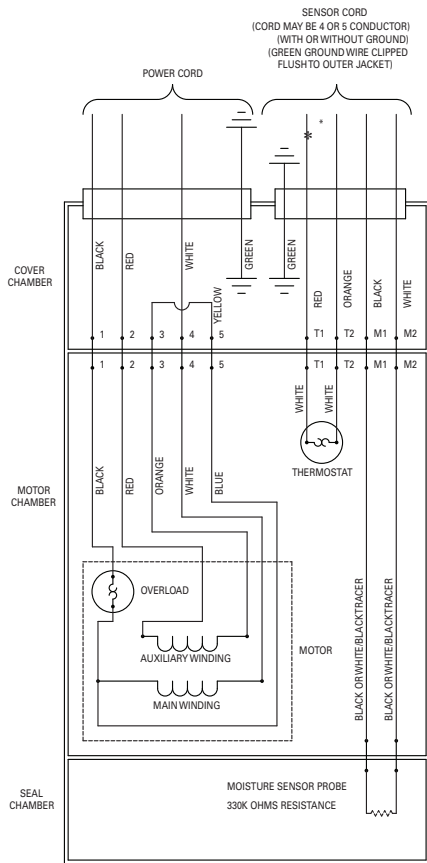 SENSOR CORD
(CORD MAY BE 4 OR 5 CONDUCTOR)
(WITH OR WITHOUT GROUND)
(GREEN GROUND WIRE CLIPPED
FLUSH TO OUTER JACKET)
POWER CORD
* +
COVER
CHAMBER
BLACK
RED
WHITE
YELLOW
GREEN
GREEN
RED
ORANGE
BLACK
WHITE
1 2 3 4 5 T1 T2 M1 M2
1 2 3 4 5 T1 T2 M1 M2
MOTOR
CHAMBER
BLACK
RED
ORANGE
WHITE
BLUE
WHITE
WHITE
THERMOSTAT
OVERLOAD
AUXILIARY WINDING
MAIN WINDING
MOTOR
BLACK OR WHITE/BLACK TRACER
BLACK OR WHITE/BLACK TRACER
SEAL
CHAMBER
MOISTURE SENSOR PROBE
330K OHMS RESISTANCE